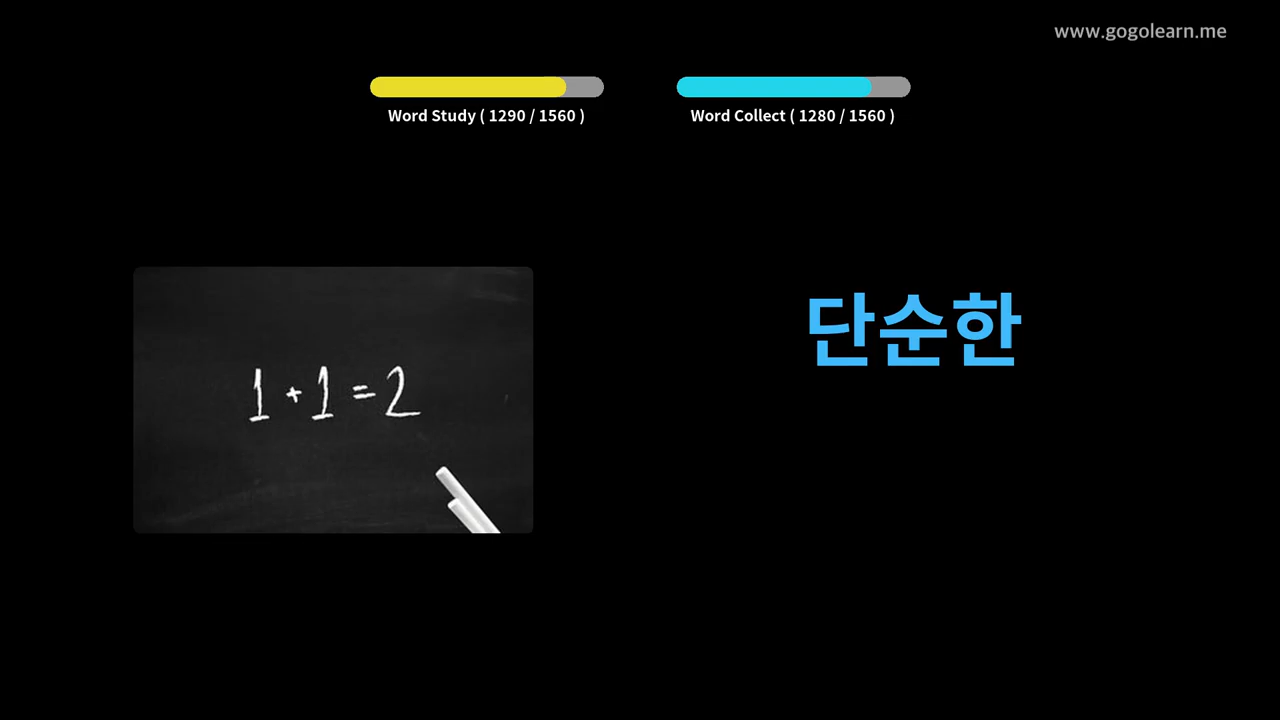 www.gogolearn.me
Word Study ( 1290 / 1560 )
Word Collect ( 1280 / 1560 )
단순한
1 + 1 = 2